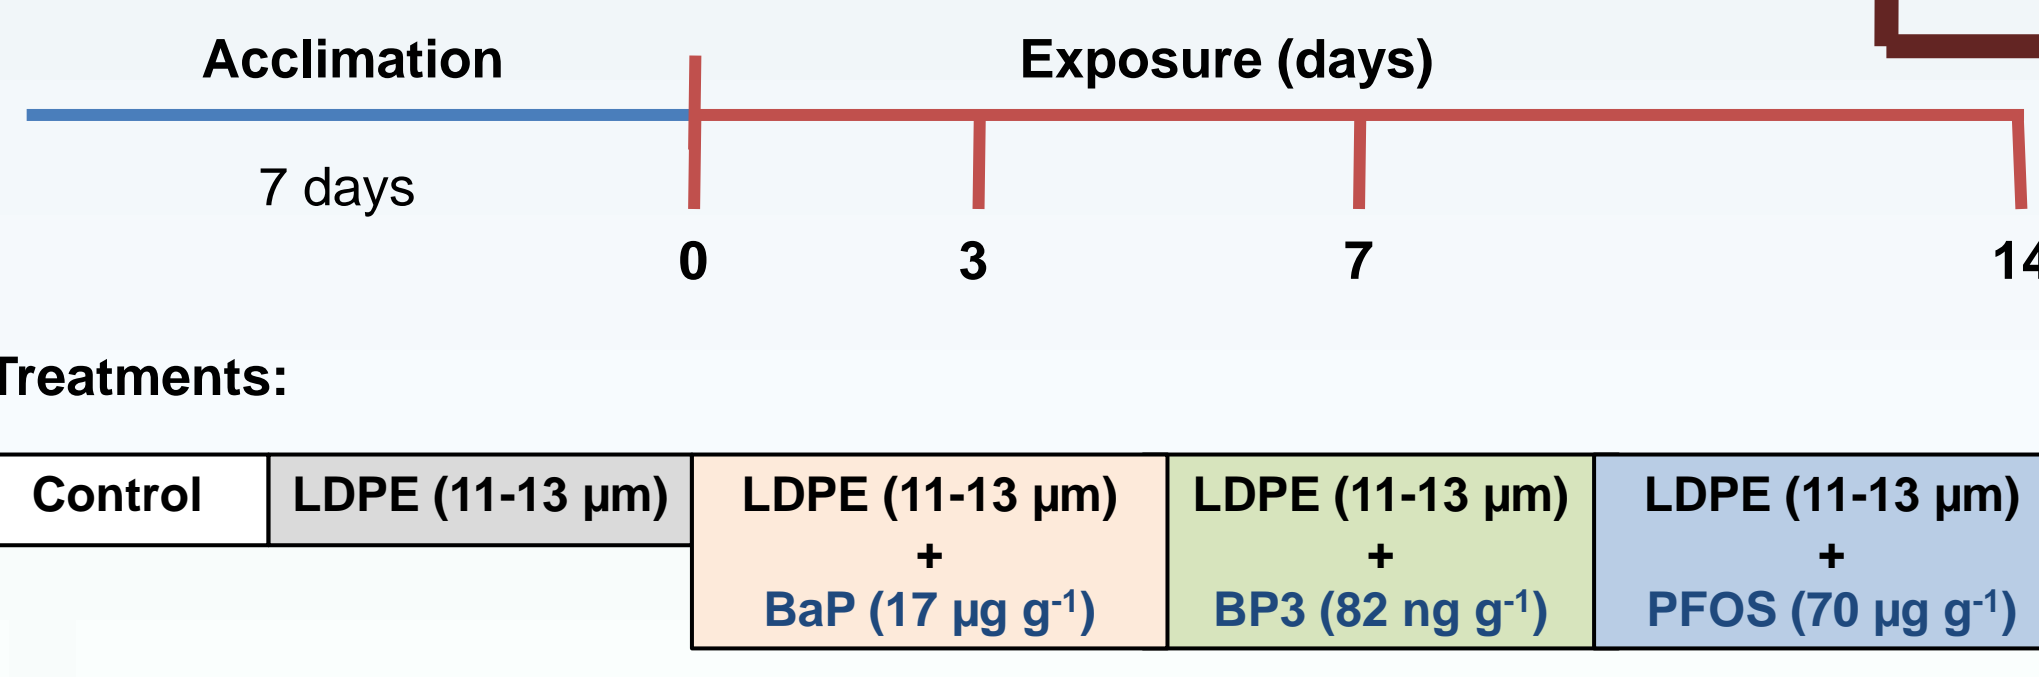 Acclimation
Exposure (days)
7 days
0 3 7 14
Treatments:
Control
LDPE (11-13 µm)
LDPE (11-13 µm)
+
BaP (17 µg g-1)
LDPE (11-13 µm)
+
BP3 (82 ng g-1)
LDPE (11-13 µm)
+
PFOS (70 µg g-1)